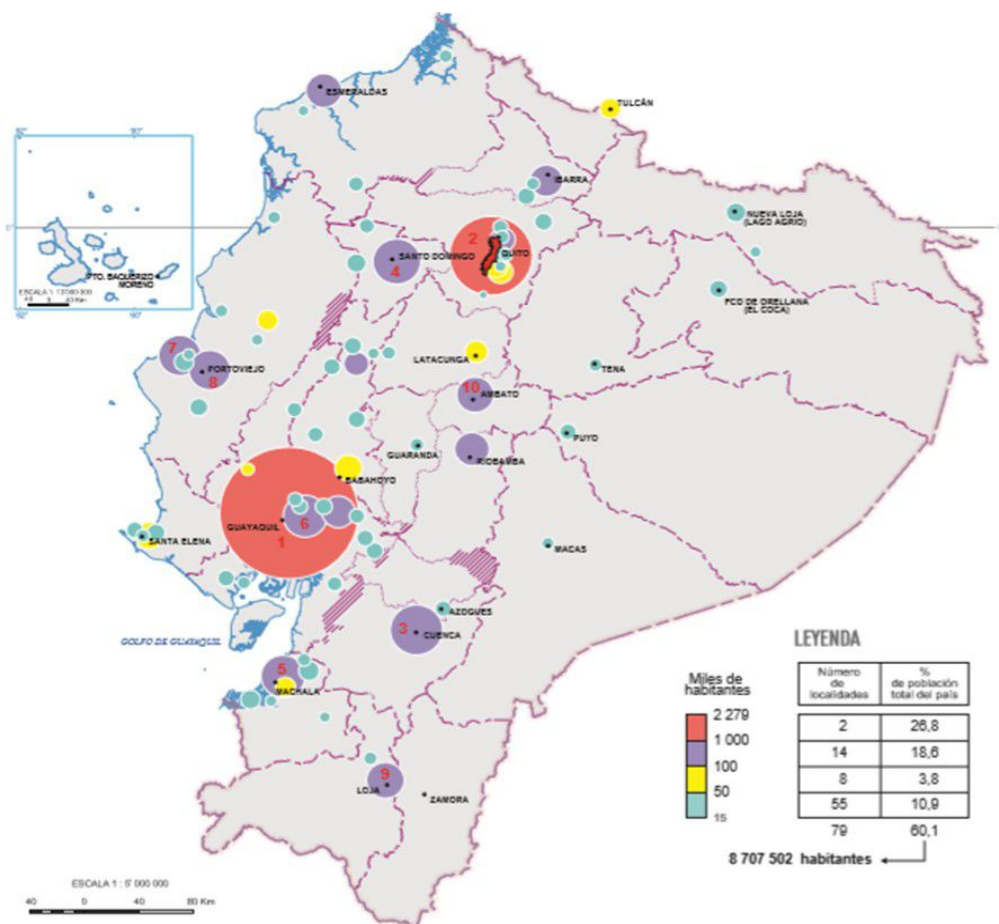 ESMERALDAS
TULCÁN
IBARRA
NUEVA LOJA
(LAGO AGRIO)
0°
2
QUITO
SANTO DOMINGO
4
PTO. BAQUERIZO
MORENO
FCO DE ORELLANA
(EL COCA)
7
PORTOVIEJO
8
LATACUNGA
TENA
10
AMBATO
PUYO
GUARANDA
RIOBAMBA
BABAHOYO
GUAYAQUIL
6
1
SANTA ELENA
MACAS
AZOGUES
3
CUENCA
GOLFO DE GUAYAQUIL
5
MACHALA
9
LOJA
ZAMORA
LEYENDA
Miles de
habitantes
2 279
1 000
100
50
15
Número de localidades
% de población total del país
2 26,8
14 18,6
8 3,8
55 10,9
79 60,1
8 707 502 habitantes
ESCALA 1 : 5' 000 000
40 0 40 80 Km